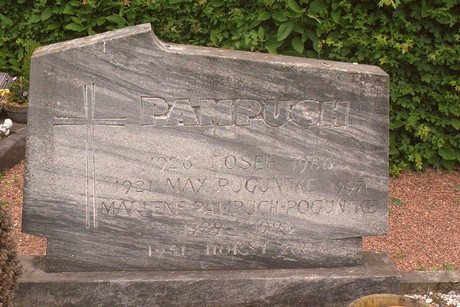 PAMPUCH
1926 JOSEF 1980
1921 MAX POGUNTKE 1997
MARLENE PAMPUCH-POGUNTKE
1929
HORST